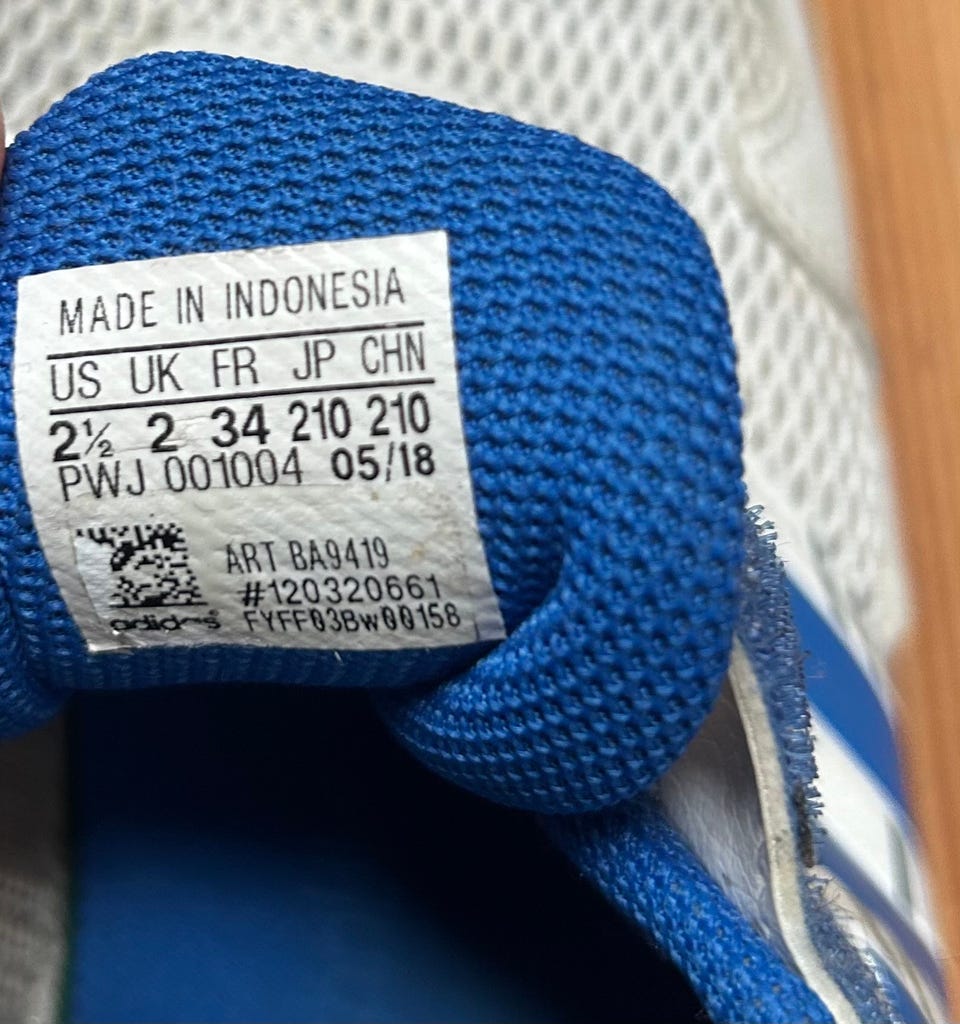 MADE IN INDONESIA
US UK FR JP CHN
2½ 2 34 210 210
PWJ 001004 05/18
ART BA9419
#120320661
adidas FYFF03Bw00158